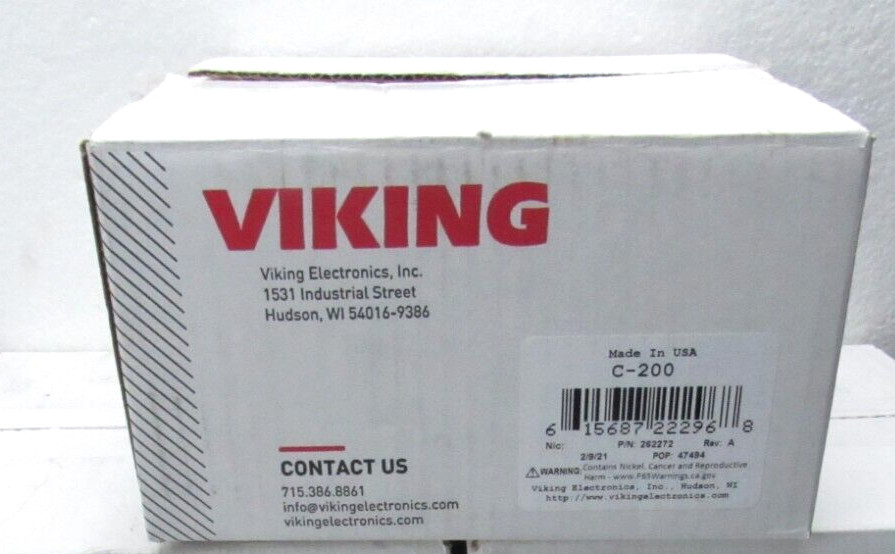 VIKING
Viking Electronics, Inc.
1531 Industrial Street
Hudson, WI 54016-9386
CONTACT US
715.386.8861
info@vikingelectronics.com
vikingelectronics.com
Made In USA
C-200
6 15687 22296 8
Nic: P/N: 262272 Rev: A
2/9/21 POP: 47494
⚠WARNING: Contains Nickel. Cancer and Reproductive
Harm - www.P65Warnings.ca.gov
Viking Electronics, Inc., Hudson, WI
http://www.vikingelectronics.com